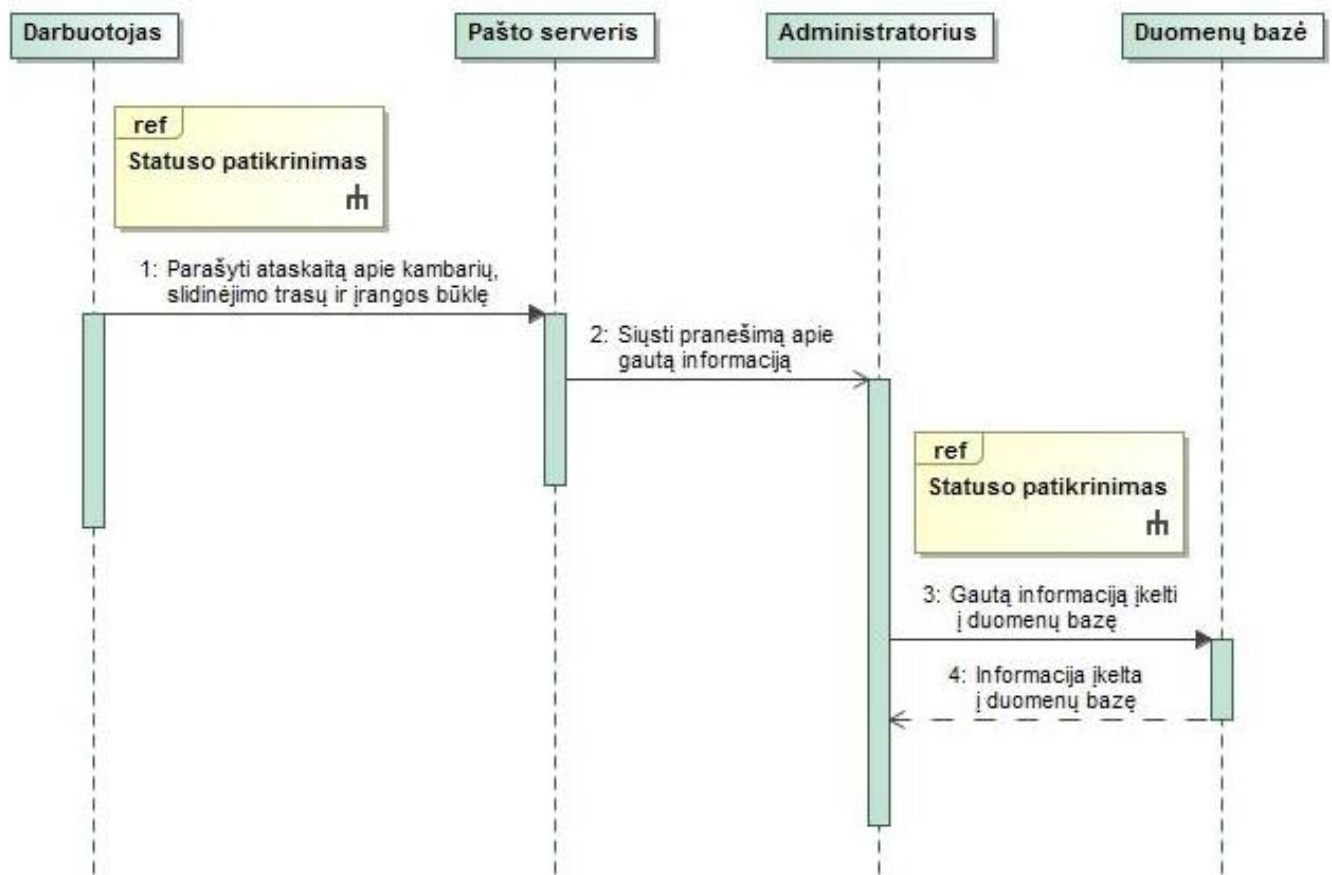 Darbuotojas
Pašto serveris
Administratorius
Duomenų bazė
ref
Statuso patikrinimas
1: Parašyti ataskaitą apie kambarių,
slidinėjimo trasų ir įrangos būklę
2: Siųsti pranešimą apie
gautą informaciją
ref
Statuso patikrinimas
3: Gautą informaciją įkelti
į duomenų bazę
4: Informacija įkelta
į duomenų bazę